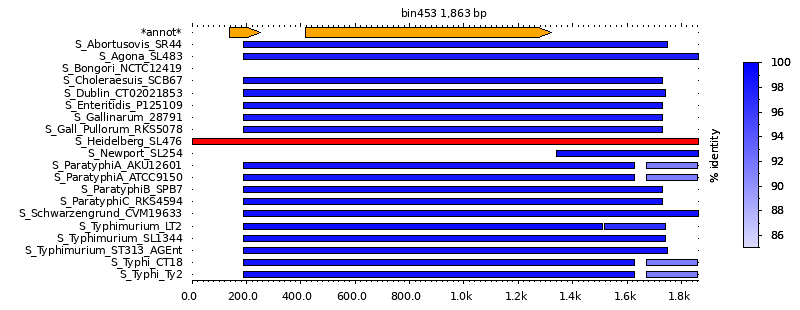 bin453 1,863 bp
*annot*
S_Abortusovis_SR44
S_Agona_SL483
S_Bongori_NCTC12419
S_Choleraesuis_SCB67
S_Dublin_CT02021853
S_Enteritidis_P125109
S_Gallinarum_28791
S_Gall_Pullorum_RKS5078
S_Heidelberg_SL476
S_Newport_SL254
S_ParatyphiA_AKU12601
S_ParatyphiA_ATCC9150
S_ParatyphiB_SPB7
S_ParatyphiC_RKS4594
S_Schwarzengrund_CVM19633
S_Typhimurium_LT2
S_Typhimurium_SL1344
S_Typhimurium_ST313_AGEnt
S_Typhi_CT18
S_Typhi_Ty2
0.0 200.0 400.0 600.0 800.0 1.0k 1.2k 1.4k 1.6k 1.8k
% identity
100
98
96
94
92
90
88
86